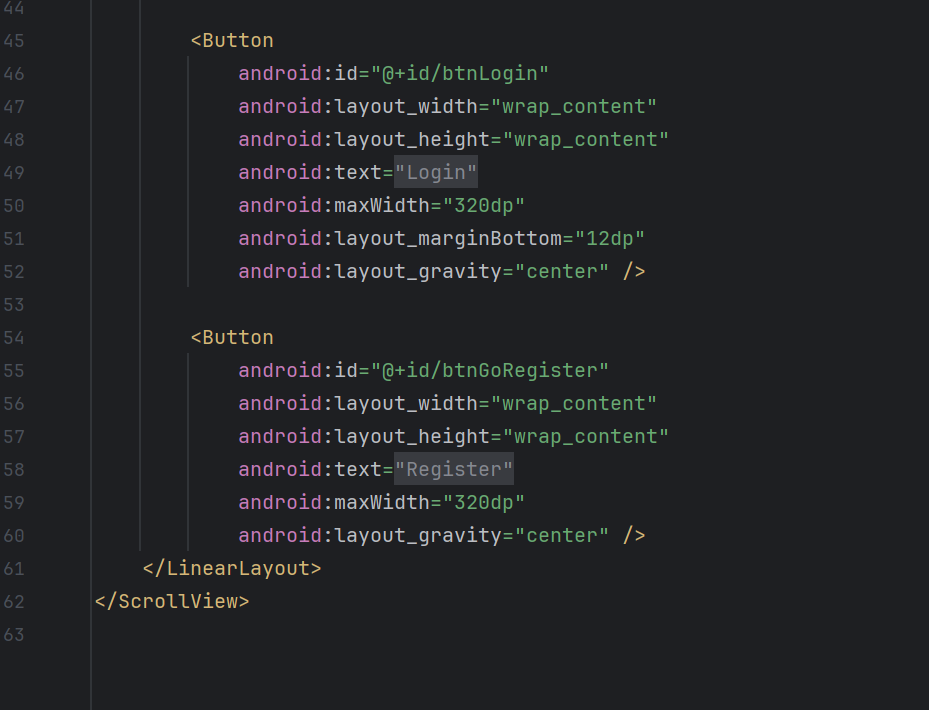 44
45 <Button
46 android:id="@+id/btnLogin"
47 android:layout_width="wrap_content"
48 android:layout_height="wrap_content"
49 android:text="Login"
50 android:maxWidth="320dp"
51 android:layout_marginBottom="12dp"
52 android:layout_gravity="center" />
53
54 <Button
55 android:id="@+id/btnGoRegister"
56 android:layout_width="wrap_content"
57 android:layout_height="wrap_content"
58 android:text="Register"
59 android:maxWidth="320dp"
60 android:layout_gravity="center" />
61 </LinearLayout>
62 </ScrollView>
63